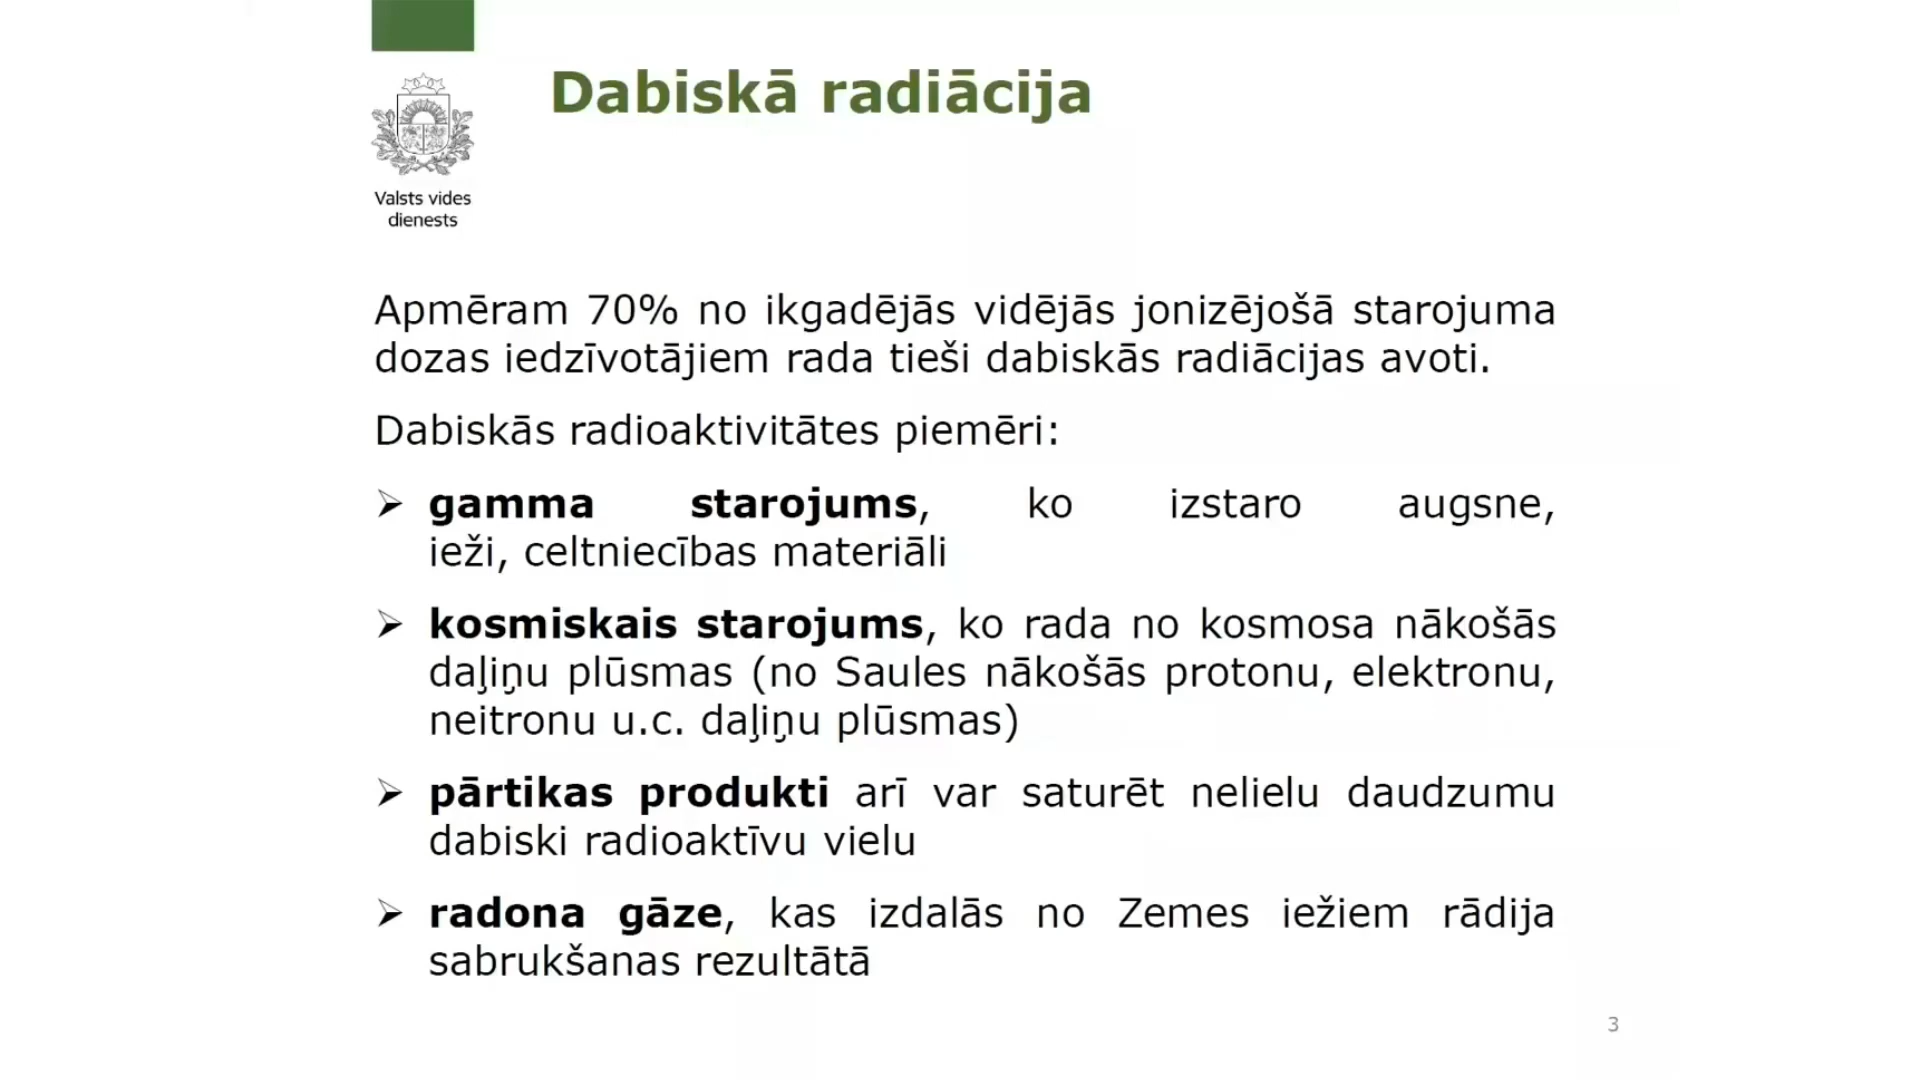 Dabiskā radiācija
Valsts vides
dienests
Apmēram 70% no ikgadējās vidējās jonizējošā starojuma
dozas iedzīvotājiem rada tieši dabiskās radiācijas avoti.
Dabiskās radioaktivitātes piemēri:
➢ gamma starojums, ko izstaro augsne,
ieži, celtniecības materiāli
➢ kosmiskais starojums, ko rada no kosmosa nākošās
daļiņu plūsmas (no Saules nākošās protonu, elektronu,
neitronu u.c. daļiņu plūsmas)
➢ pārtikas produkti arī var saturēt nelielu daudzumu
dabiski radioaktīvu vielu
➢ radona gāze, kas izdalās no Zemes iežiem rādija
sabrukšanas rezultātā
3